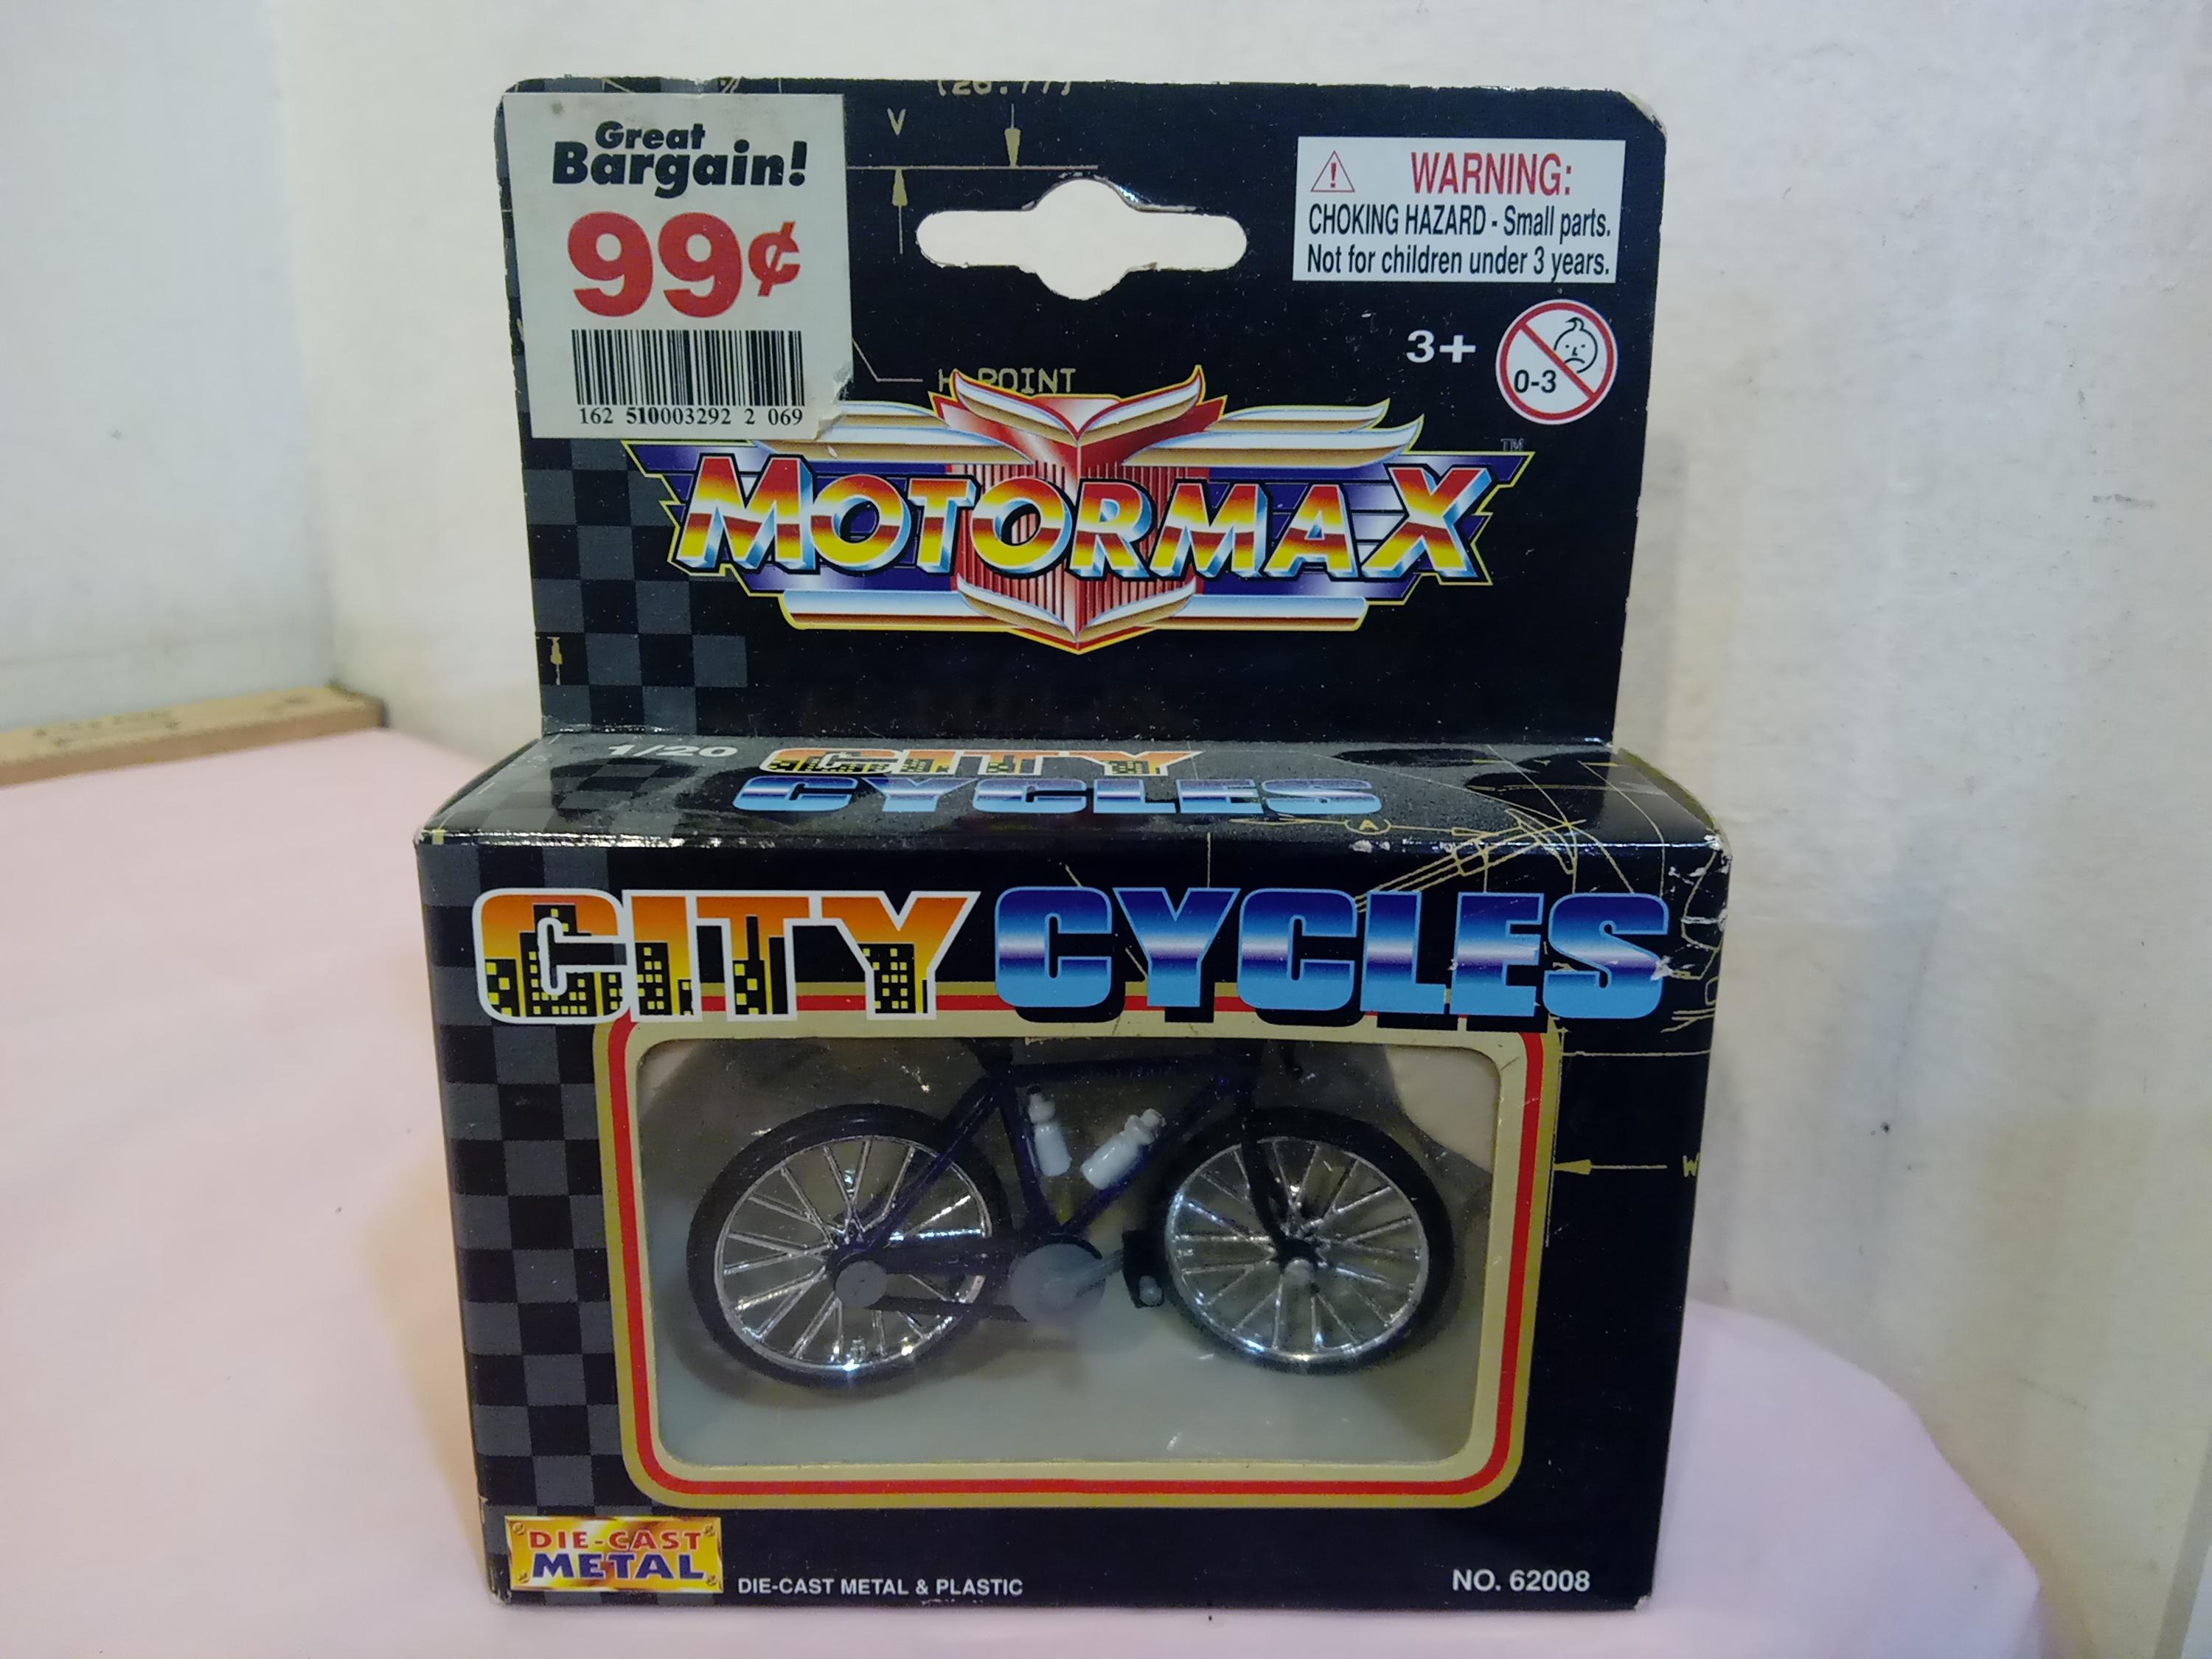 Great
Bargain!
99¢
162 510003292 2 069
V
WARNING:
CHOKING HAZARD - Small parts.
Not for children under 3 years.
3+
0-3
POINT
MOTORMAX
TM
1/20
CITY
CYCLES
A
CITY CYCLES
W
DIE-CAST
METAL
DIE-CAST METAL & PLASTIC
NO. 62008